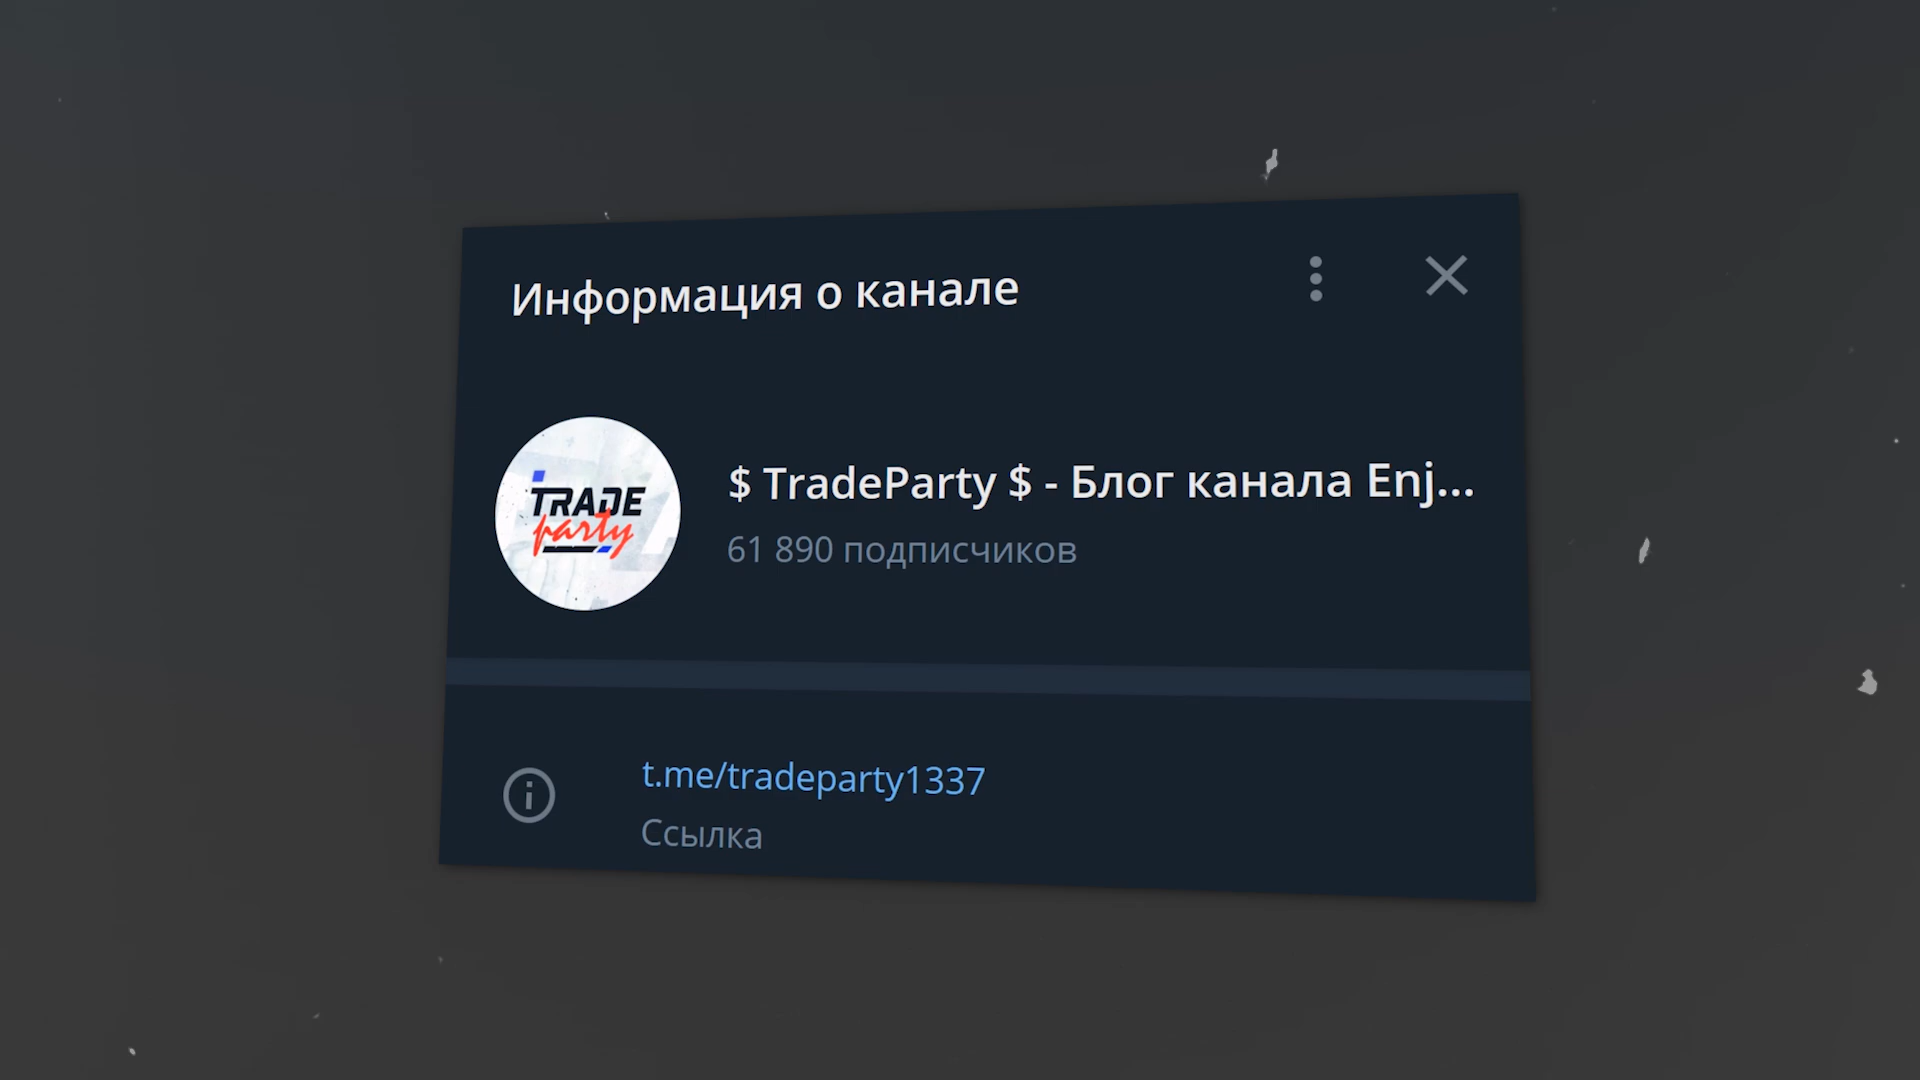 Информация о канале
TRADE
party
$ TradeParty $ - Блог канала Enj...
61 890 подписчиков
t.me/tradeparty1337
Ссылка